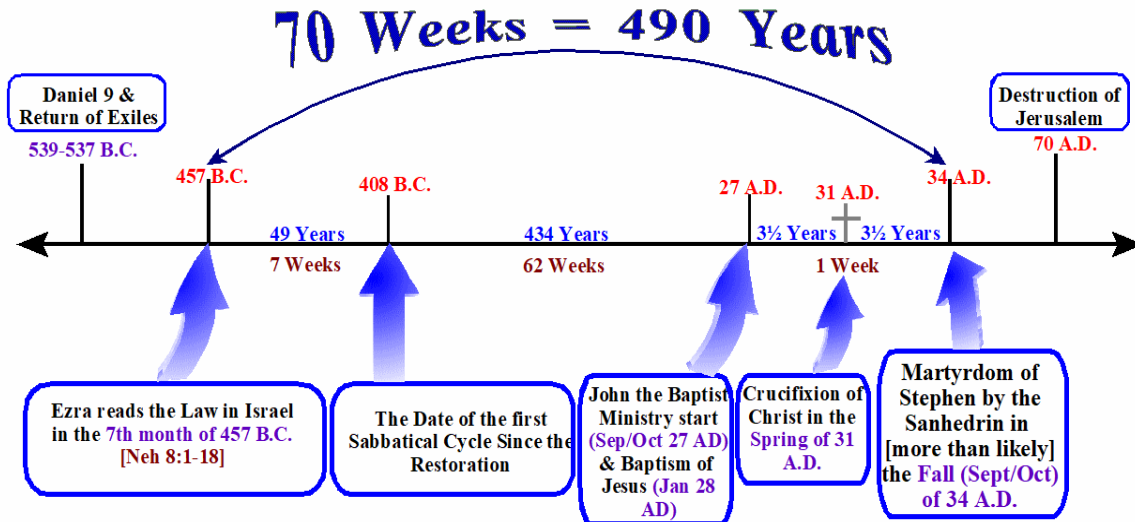 70 Weeks = 490 Years
Daniel 9 &
Return of Exiles
539-537 B.C.
Destruction of
Jerusalem
70 A.D.
457 B.C.
408 B.C.
27 A.D.
31 A.D.
34 A.D.
49 Years
434 Years
3½ Years
3½ Years
7 Weeks
62 Weeks
1 Week
Ezra reads the Law in Israel
in the 7th month of 457 B.C.
[Neh 8:1-18]
The Date of the first
Sabbatical Cycle Since the
Restoration
John the Baptist
Ministry start
(Sep/Oct 27 AD)
& Baptism of
Jesus (Jan 28
AD)
Crucifixion of
Christ in the
Spring of 31
A.D.
Martyrdom of
Stephen by the
Sanhedrin in
[more than likely]
the Fall (Sept/Oct)
of 34 A.D.